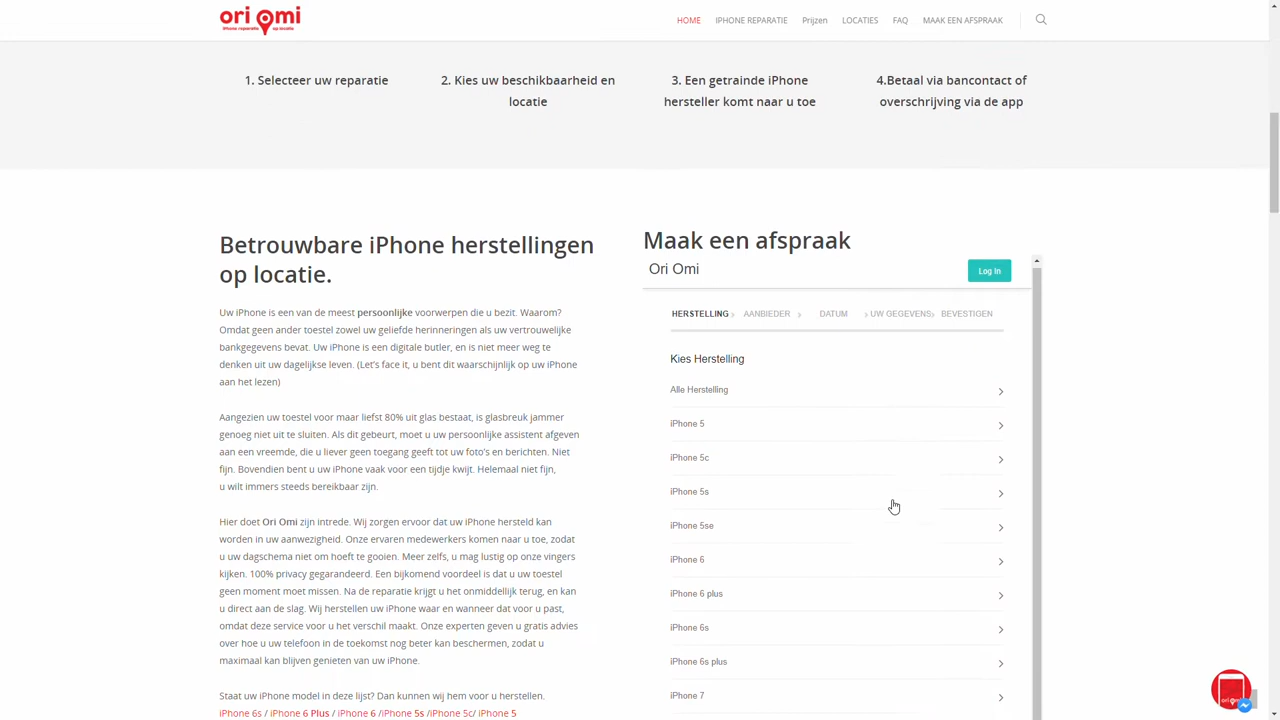 ori omi
iPhone reparatie op locatie
HOME IPHONE REPARATIE Prijzen LOCATIES FAQ MAAK EEN AFSPRAAK
1. Selecteer uw reparatie
2. Kies uw beschikbaarheid en
locatie
3. Een getrainde iPhone
hersteller komt naar u toe
4.Betaal via bancontact of
overschrijving via de app
Betrouwbare iPhone herstellingen
op locatie.
Uw iPhone is een van de meest persoonlijke voorwerpen die u bezit. Waarom?
Omdat geen ander toestel zowel uw geliefde herinneringen als uw vertrouwelijke
bankgegevens bevat. Uw iPhone is een digitale butler, en is niet meer weg te
denken uit uw dagelijkse leven. (Let's face it, u bent dit waarschijnlijk op uw iPhone
aan het lezen)
Aangezien uw toestel voor maar liefst 80% uit glas bestaat, is glasbreuk jammer
genoeg niet uit te sluiten. Als dit gebeurt, moet u uw persoonlijke assistent afgeven
aan een vreemde, die u liever geen toegang geeft tot uw foto's en berichten. Niet
fijn. Bovendien bent u uw iPhone vaak voor een tijdje kwijt. Helemaal niet fijn,
u wilt immers steeds bereikbaar zijn.
Hier doet Ori Omi zijn intrede. Wij zorgen ervoor dat uw iPhone hersteld kan
worden in uw aanwezigheid. Onze ervaren medewerkers komen naar u toe, zodat
u uw dagschema niet om hoeft te gooien. Meer zelfs, u mag lustig op onze vingers
kijken. 100% privacy gegarandeerd. Een bijkomend voordeel is dat u uw toestel
geen moment moet missen. Na de reparatie krijgt u het onmiddellijk terug, en kan
u direct aan de slag. Wij herstellen uw iPhone waar en wanneer dat voor u past,
omdat deze service voor u het verschil maakt. Onze experten geven u gratis advies
over hoe u uw telefoon in de toekomst nog beter kan beschermen, zodat u
maximaal kan blijven genieten van uw iPhone.
Staat uw iPhone model in deze lijst? Dan kunnen wij hem voor u herstellen.
iPhone 6s / iPhone 6 Plus / iPhone 6 /iPhone 5s /iPhone 5c/ iPhone 5
Maak een afspraak
Ori Omi
Log In
HERSTELLING AANBIEDER DATUM UW GEGEVENS BEVESTIGEN
Kies Herstelling
Alle Herstelling
iPhone 5
iPhone 5c
iPhone 5s
iPhone 5se
iPhone 6
iPhone 6 plus
iPhone 6s
iPhone 6s plus
iPhone 7
ori omi